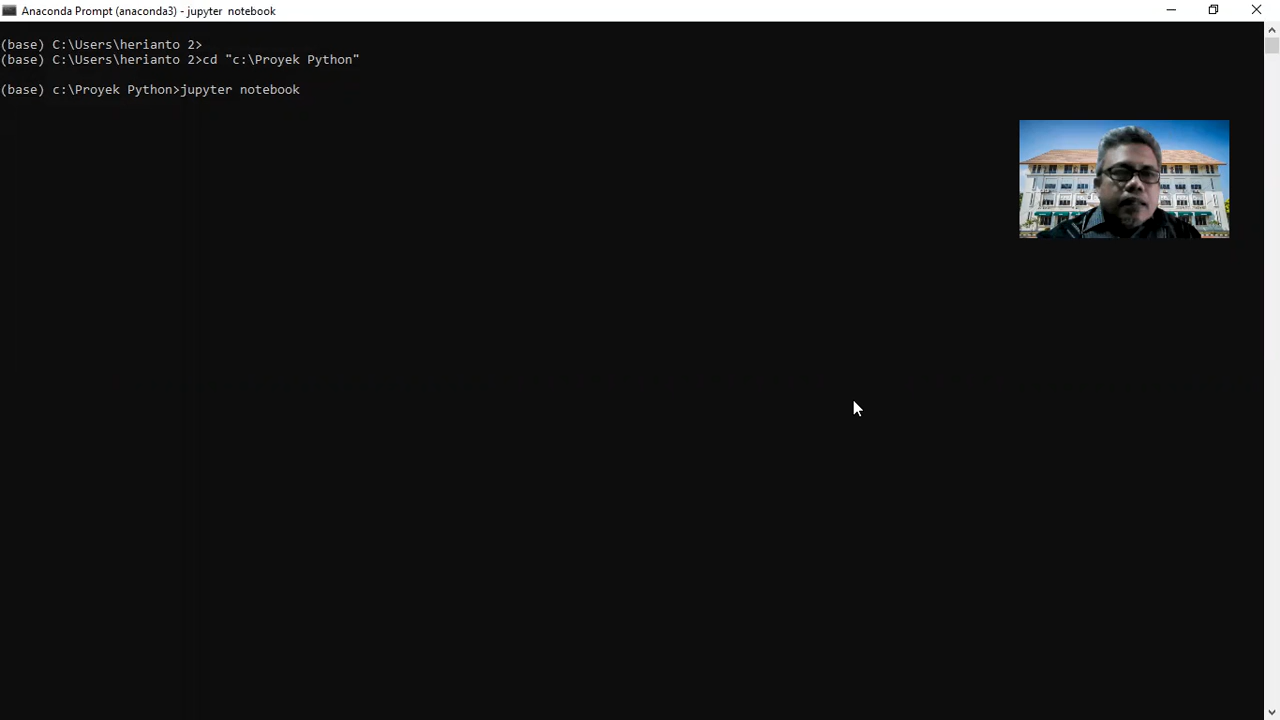 Anaconda Prompt (anaconda3) - jupyter notebook
(base) C:\Users\herianto 2>
(base) C:\Users\herianto 2>cd "c:\Proyek Python"
(base) c:\Proyek Python>jupyter notebook